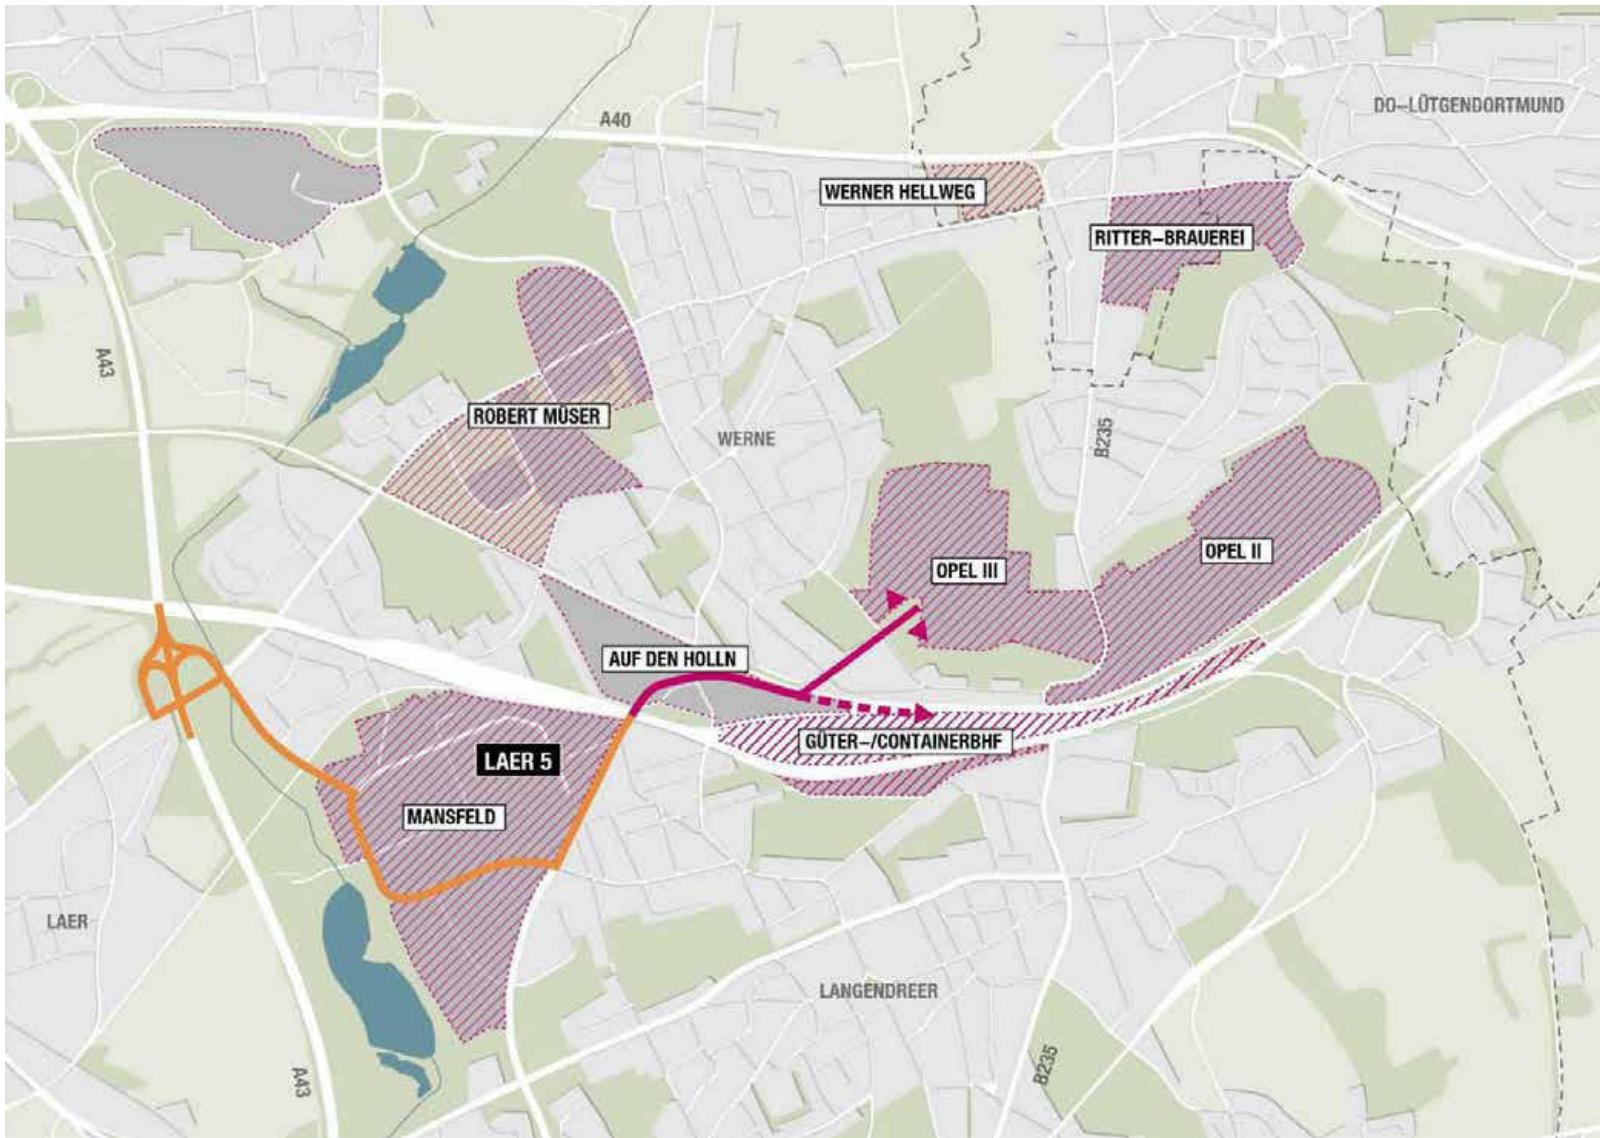 DO-LÜTGENDORTMUND
A40
WERNER HELLWEG
RITTER-BRAUEREI
A43
ROBERT MÜSER
WERNE
B235
OPEL II
OPEL III
AUF DEN HOLLN
GÜTER-/CONTAINERBHF
LAER 5
MANSFELD
LAER
LANGENDREER
B235
A43